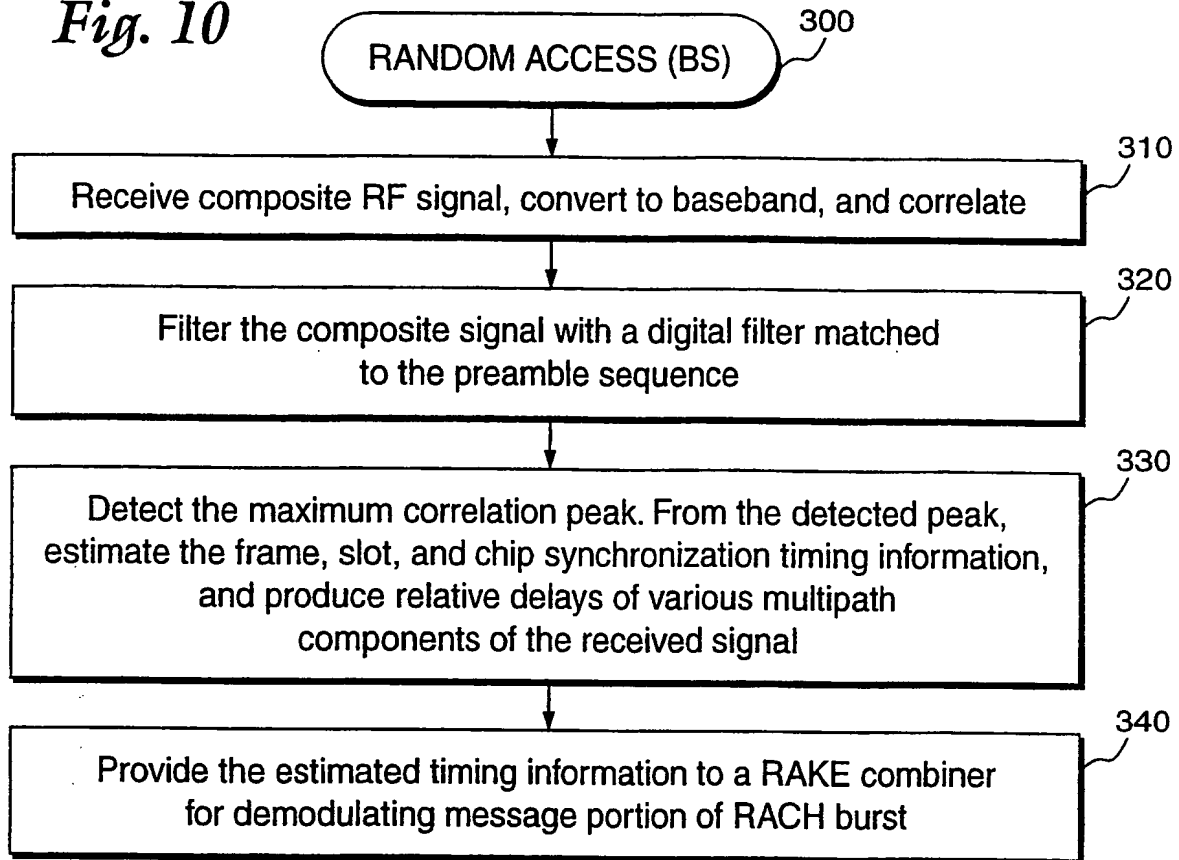 Fig. 10
RANDOM ACCESS (BS)
300
310
Receive composite RF signal, convert to baseband, and correlate
320
Filter the composite signal with a digital filter matched
to the preamble sequence
330
Detect the maximum correlation peak. From the detected peak,
estimate the frame, slot, and chip synchronization timing information,
and produce relative delays of various multipath
components of the received signal
340
Provide the estimated timing information to a RAKE combiner
for demodulating message portion of RACH burst